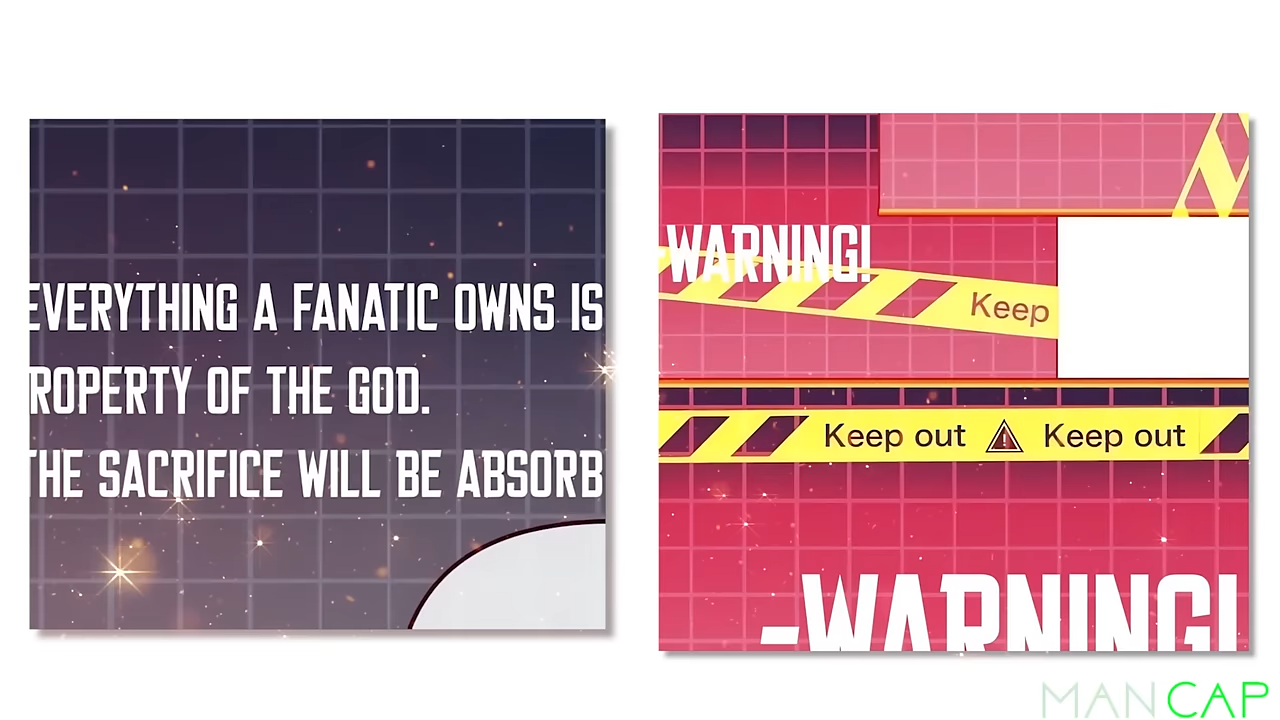 EVERYTHING A FANATIC OWNS IS
ROPERTY OF THE GOD.
THE SACRIFICE WILL BE ABSORB
-WARNING!
Keep
Keep out Keep out
-WARNING!
MANCAP